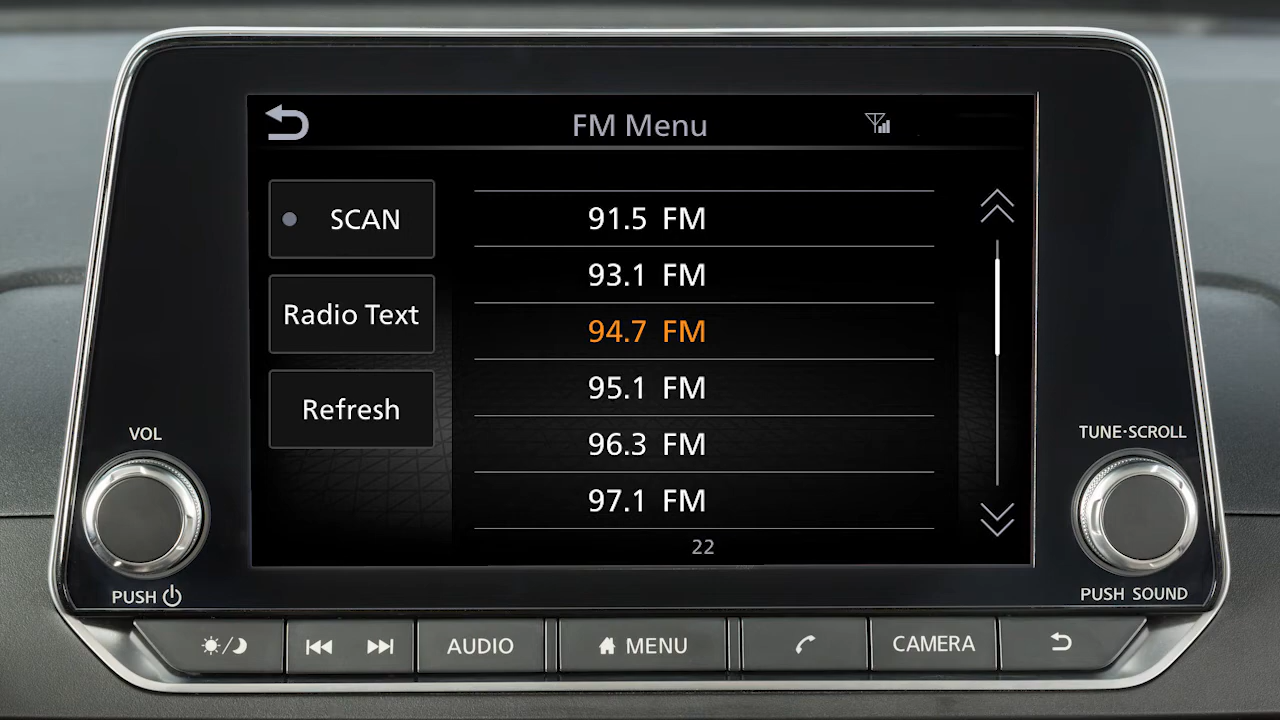 FM Menu
SCAN
Radio Text
Refresh
91.5 FM
93.1 FM
94.7 FM
95.1 FM
96.3 FM
97.1 FM
22
VOL
PUSH
TUNE·SCROLL
PUSH SOUND
AUDIO
MENU
CAMERA